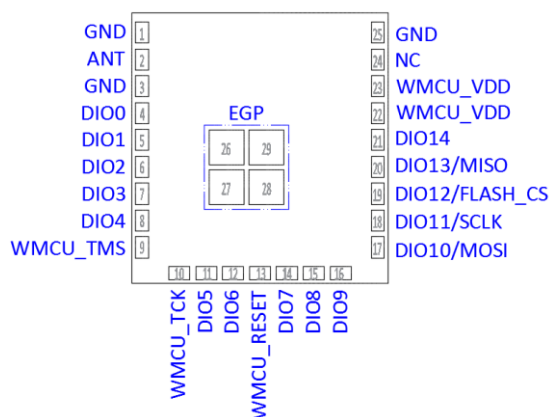 GND 1
ANT 2
GND 3
DIO0 4
DIO1 5
DIO2 6
DIO3 7
DIO4 8
WMCU_TMS 9
10 WMCU_TCK
11 DIO5
12 DIO6
13 WMCU_RESET
14 DIO7
15 DIO8
16 DIO9
25 GND
24 NC
23 WMCU_VDD
22 WMCU_VDD
21 DIO14
20 DIO13/MISO
19 DIO12/FLASH_CS
18 DIO11/SCLK
17 DIO10/MOSI
EGP
26 29
27 28